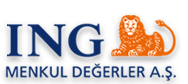 ING
MENKUL DEĞERLER A.Ş.